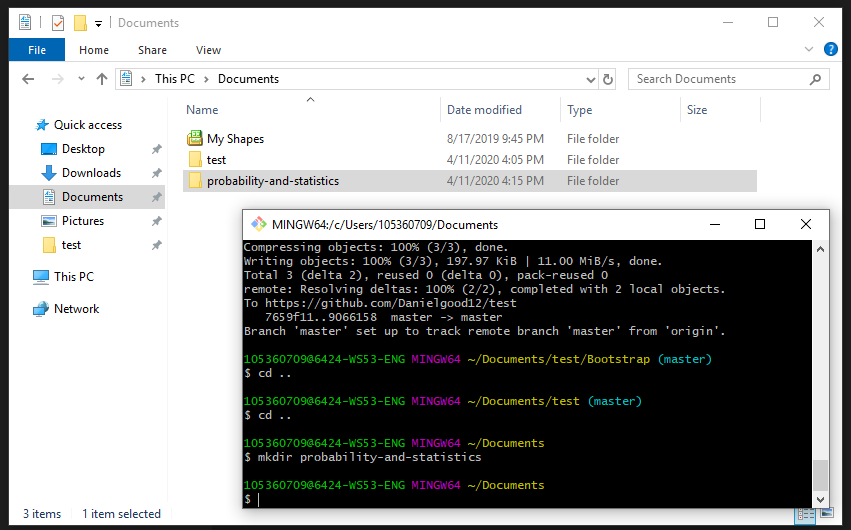 Documents
File Home Share View
This PC Documents Search Documents
Name Date modified Type Size
Quick access
Desktop
Downloads
Documents
Pictures
test
This PC
Network
My Shapes 8/17/2019 9:45 PM File folder
test 4/11/2020 4:05 PM File folder
probability-and-statistics 4/11/2020 4:15 PM File folder
MINGW64:/c/Users/105360709/Documents
Compressing objects: 100% (3/3), done.
Writing objects: 100% (3/3), 197.97 KiB | 11.00 MiB/s, done.
Total 3 (delta 2), reused 0 (delta 0), pack-reused 0
remote: Resolving deltas: 100% (2/2), completed with 2 local objects.
To https://github.com/Danielgood12/test
7659f11..9066158 master -> master
Branch 'master' set up to track remote branch 'master' from 'origin'.
105360709@6424-WS53-ENG MINGW64 ~/Documents/test/Bootstrap (master)
$ cd ..
105360709@6424-WS53-ENG MINGW64 ~/Documents/test (master)
$ cd ..
105360709@6424-WS53-ENG MINGW64 ~/Documents
$ mkdir probability-and-statistics
105360709@6424-WS53-ENG MINGW64 ~/Documents
$
3 items 1 item selected